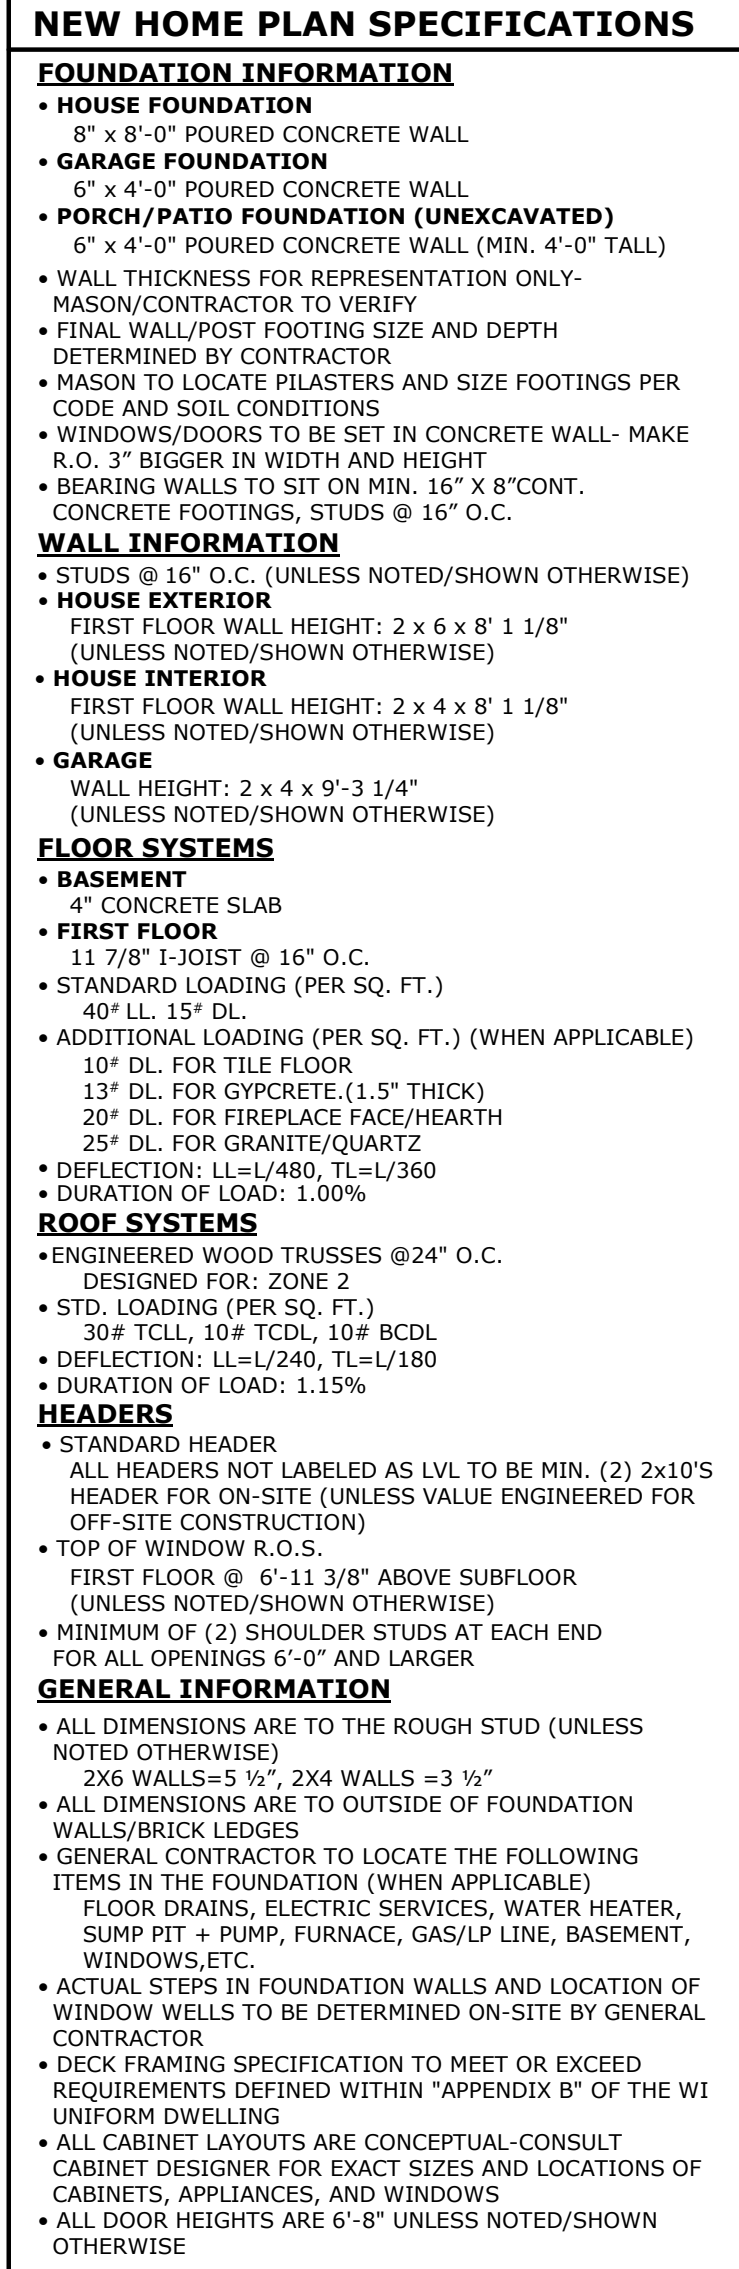 NEW HOME PLAN SPECIFICATIONS
FOUNDATION INFORMATION
• HOUSE FOUNDATION
8" x 8'-0" POURED CONCRETE WALL
• GARAGE FOUNDATION
6" x 4'-0" POURED CONCRETE WALL
• PORCH/PATIO FOUNDATION (UNEXCAVATED)
6" x 4'-0" POURED CONCRETE WALL (MIN. 4'-0" TALL)
• WALL THICKNESS FOR REPRESENTATION ONLY-
MASON/CONTRACTOR TO VERIFY
• FINAL WALL/POST FOOTING SIZE AND DEPTH
DETERMINED BY CONTRACTOR
• MASON TO LOCATE PILASTERS AND SIZE FOOTINGS PER
CODE AND SOIL CONDITIONS
• WINDOWS/DOORS TO BE SET IN CONCRETE WALL- MAKE
R.O. 3” BIGGER IN WIDTH AND HEIGHT
• BEARING WALLS TO SIT ON MIN. 16” X 8”CONT.
CONCRETE FOOTINGS, STUDS @ 16” O.C.
WALL INFORMATION
• STUDS @ 16" O.C. (UNLESS NOTED/SHOWN OTHERWISE)
• HOUSE EXTERIOR
FIRST FLOOR WALL HEIGHT: 2 x 6 x 8' 1 1/8"
(UNLESS NOTED/SHOWN OTHERWISE)
• HOUSE INTERIOR
FIRST FLOOR WALL HEIGHT: 2 x 4 x 8' 1 1/8"
(UNLESS NOTED/SHOWN OTHERWISE)
• GARAGE
WALL HEIGHT: 2 x 4 x 9'-3 1/4"
(UNLESS NOTED/SHOWN OTHERWISE)
FLOOR SYSTEMS
• BASEMENT
4" CONCRETE SLAB
• FIRST FLOOR
11 7/8" I-JOIST @ 16" O.C.
• STANDARD LOADING (PER SQ. FT.)
40# LL. 15# DL.
• ADDITIONAL LOADING (PER SQ. FT.) (WHEN APPLICABLE)
10# DL. FOR TILE FLOOR
13# DL. FOR GYPCRETE.(1.5" THICK)
20# DL. FOR FIREPLACE FACE/HEARTH
25# DL. FOR GRANITE/QUARTZ
• DEFLECTION: LL=L/480, TL=L/360
• DURATION OF LOAD: 1.00%
ROOF SYSTEMS
•ENGINEERED WOOD TRUSSES @24" O.C.
DESIGNED FOR: ZONE 2
• STD. LOADING (PER SQ. FT.)
30# TCLL, 10# TCDL, 10# BCDL
• DEFLECTION: LL=L/240, TL=L/180
• DURATION OF LOAD: 1.15%
HEADERS
• STANDARD HEADER
ALL HEADERS NOT LABELED AS LVL TO BE MIN. (2) 2x10'S
HEADER FOR ON-SITE (UNLESS VALUE ENGINEERED FOR
OFF-SITE CONSTRUCTION)
• TOP OF WINDOW R.O.S.
FIRST FLOOR @ 6'-11 3/8" ABOVE SUBFLOOR
(UNLESS NOTED/SHOWN OTHERWISE)
• MINIMUM OF (2) SHOULDER STUDS AT EACH END
FOR ALL OPENINGS 6’-0” AND LARGER
GENERAL INFORMATION
• ALL DIMENSIONS ARE TO THE ROUGH STUD (UNLESS
NOTED OTHERWISE)
2X6 WALLS=5 ½”, 2X4 WALLS =3 ½”
• ALL DIMENSIONS ARE TO OUTSIDE OF FOUNDATION
WALLS/BRICK LEDGES
• GENERAL CONTRACTOR TO LOCATE THE FOLLOWING
ITEMS IN THE FOUNDATION (WHEN APPLICABLE)
FLOOR DRAINS, ELECTRIC SERVICES, WATER HEATER,
SUMP PIT + PUMP, FURNACE, GAS/LP LINE, BASEMENT,
WINDOWS,ETC.
• ACTUAL STEPS IN FOUNDATION WALLS AND LOCATION OF
WINDOW WELLS TO BE DETERMINED ON-SITE BY GENERAL
CONTRACTOR
• DECK FRAMING SPECIFICATION TO MEET OR EXCEED
REQUIREMENTS DEFINED WITHIN "APPENDIX B" OF THE WI
UNIFORM DWELLING
• ALL CABINET LAYOUTS ARE CONCEPTUAL-CONSULT
CABINET DESIGNER FOR EXACT SIZES AND LOCATIONS OF
CABINETS, APPLIANCES, AND WINDOWS
• ALL DOOR HEIGHTS ARE 6'-8" UNLESS NOTED/SHOWN
OTHERWISE